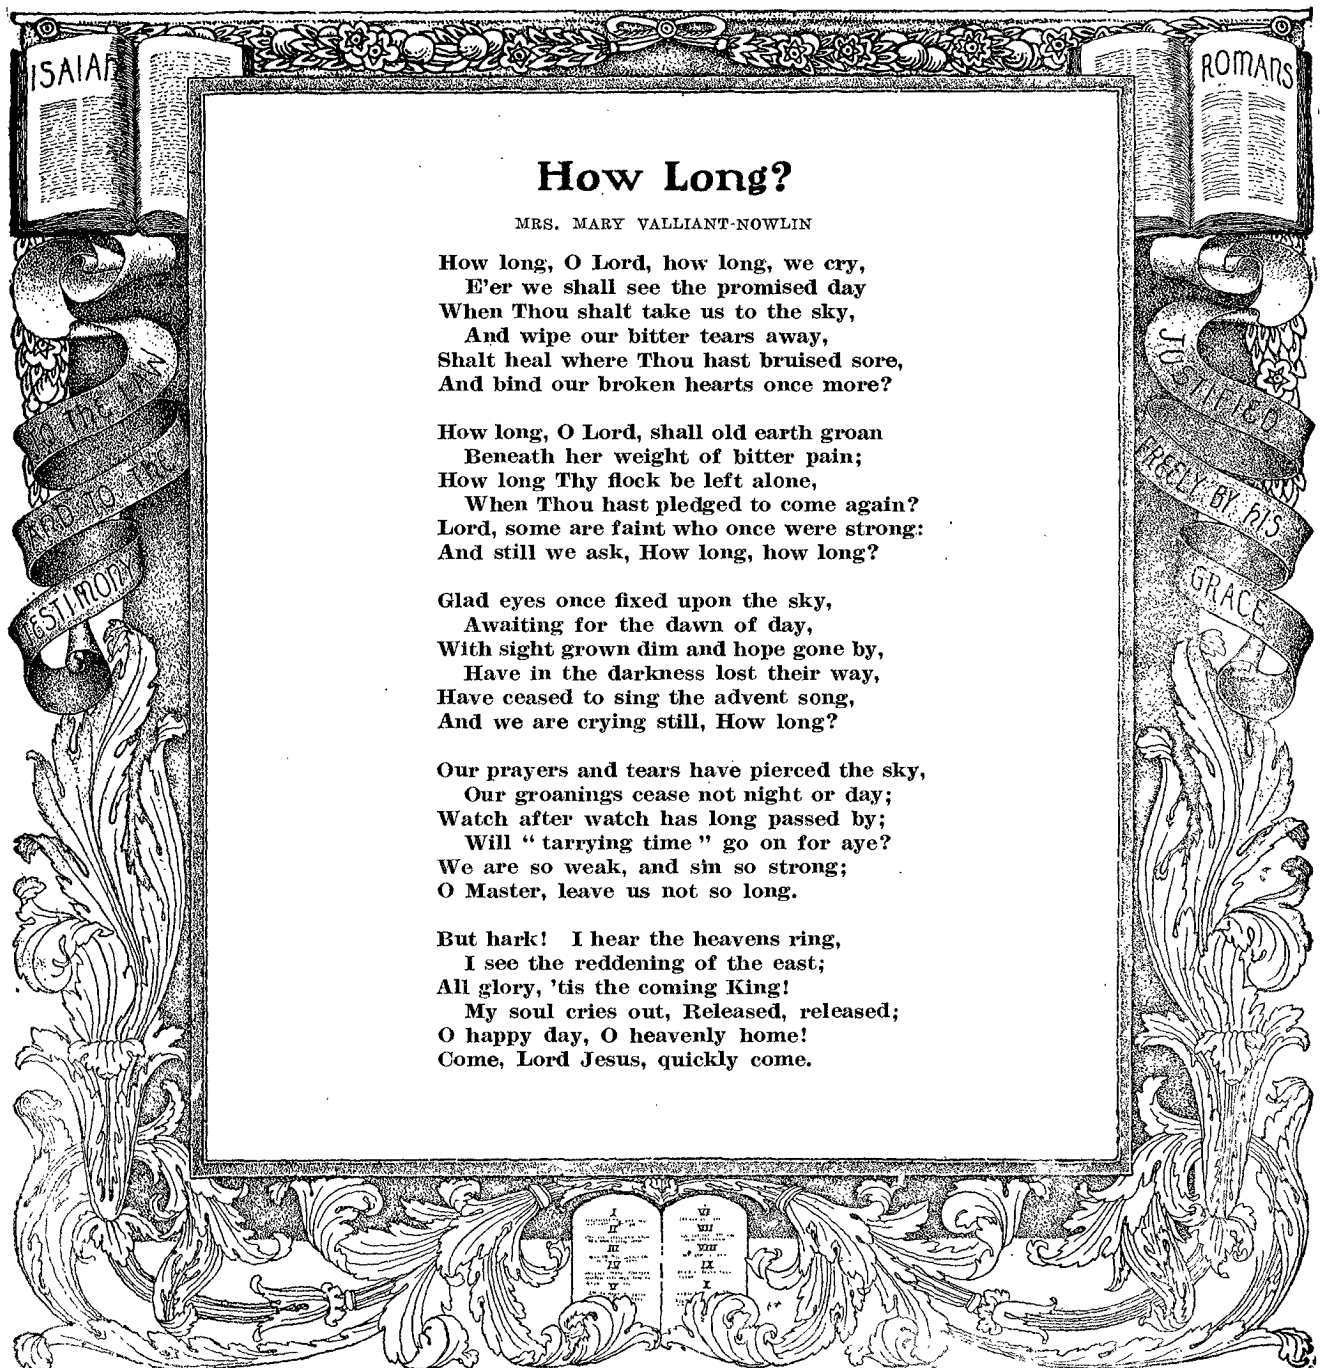 ISAIAH
ROMANS
How Long?
MRS. MARY VALLIANT-NOWLIN
How long, O Lord, how long, we cry,
E'er we shall see the promised day
When Thou shalt take us to the sky,
And wipe our bitter tears away,
Shalt heal where Thou hast bruised sore,
And bind our broken hearts once more?
How long, O Lord, shall old earth groan
Beneath her weight of bitter pain;
How long Thy flock be left alone,
When Thou hast pledged to come again?
Lord, some are faint who once were strong:
And still we ask, How long, how long?
Glad eyes once fixed upon the sky,
Awaiting for the dawn of day,
With sight grown dim and hope gone by,
Have in the darkness lost their way,
Have ceased to sing the advent song,
And we are crying still, How long?
Our prayers and tears have pierced the sky,
Our groanings cease not night or day;
Watch after watch has long passed by;
Will " tarrying time " go on for aye?
We are so weak, and sin so strong;
O Master, leave us not so long.
But hark! I hear the heavens ring,
I see the reddening of the east;
All glory, 'tis the coming King!
My soul cries out, Released, released;
O happy day, O heavenly home!
Come, Lord Jesus, quickly come.
TO THE LAW
AND TO THE
TESTIMONY
JUSTIFIED
FREELY BY HIS
GRACE
I
II
III
IV
V
VI
VII
VIII
IX
X